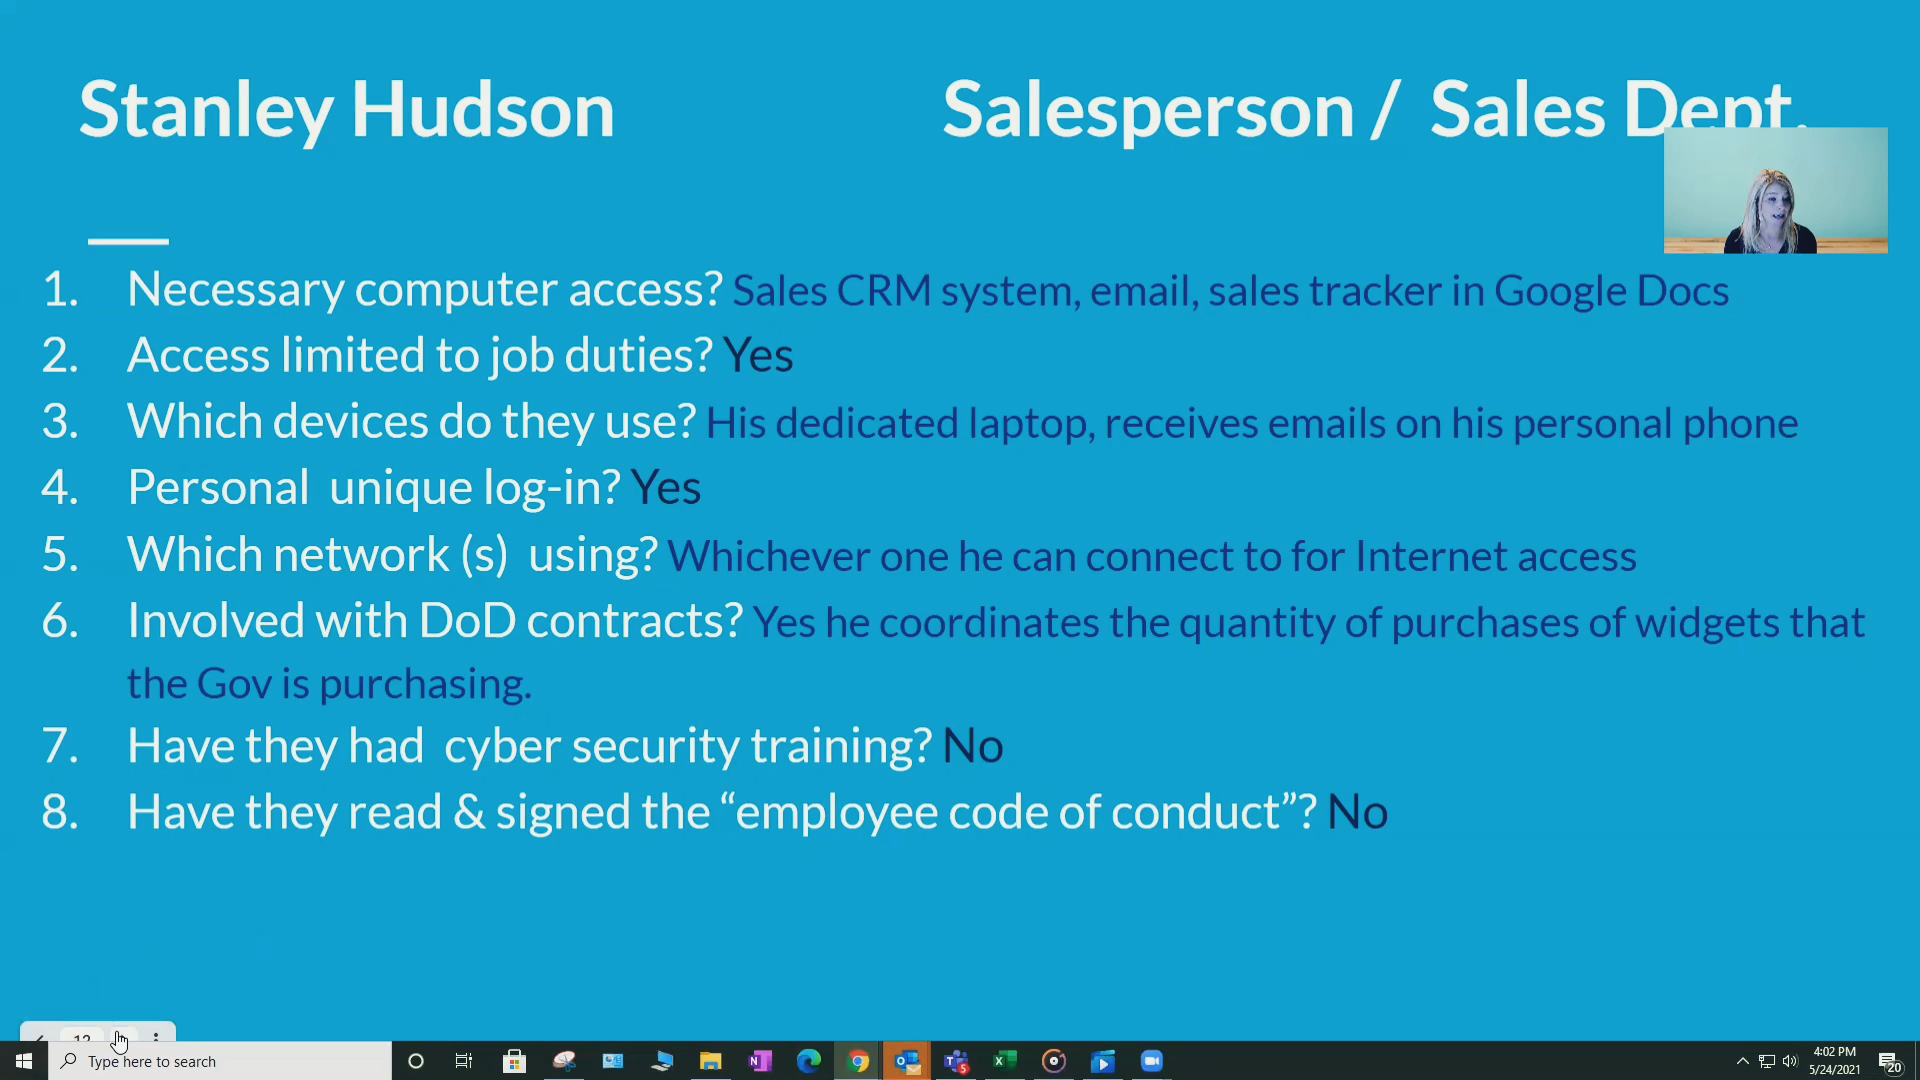 Stanley Hudson
Salesperson / Sales Dept.
1. Necessary computer access? Sales CRM system, email, sales tracker in Google Docs
2. Access limited to job duties? Yes
3. Which devices do they use? His dedicated laptop, receives emails on his personal phone
4. Personal unique log-in? Yes
5. Which network (s) using? Whichever one he can connect to for Internet access
6. Involved with DoD contracts? Yes he coordinates the quantity of purchases of widgets that
the Gov is purchasing.
7. Have they had cyber security training? No
8. Have they read & signed the “employee code of conduct”? No
Type here to search
4:02 PM
5/24/2021
20